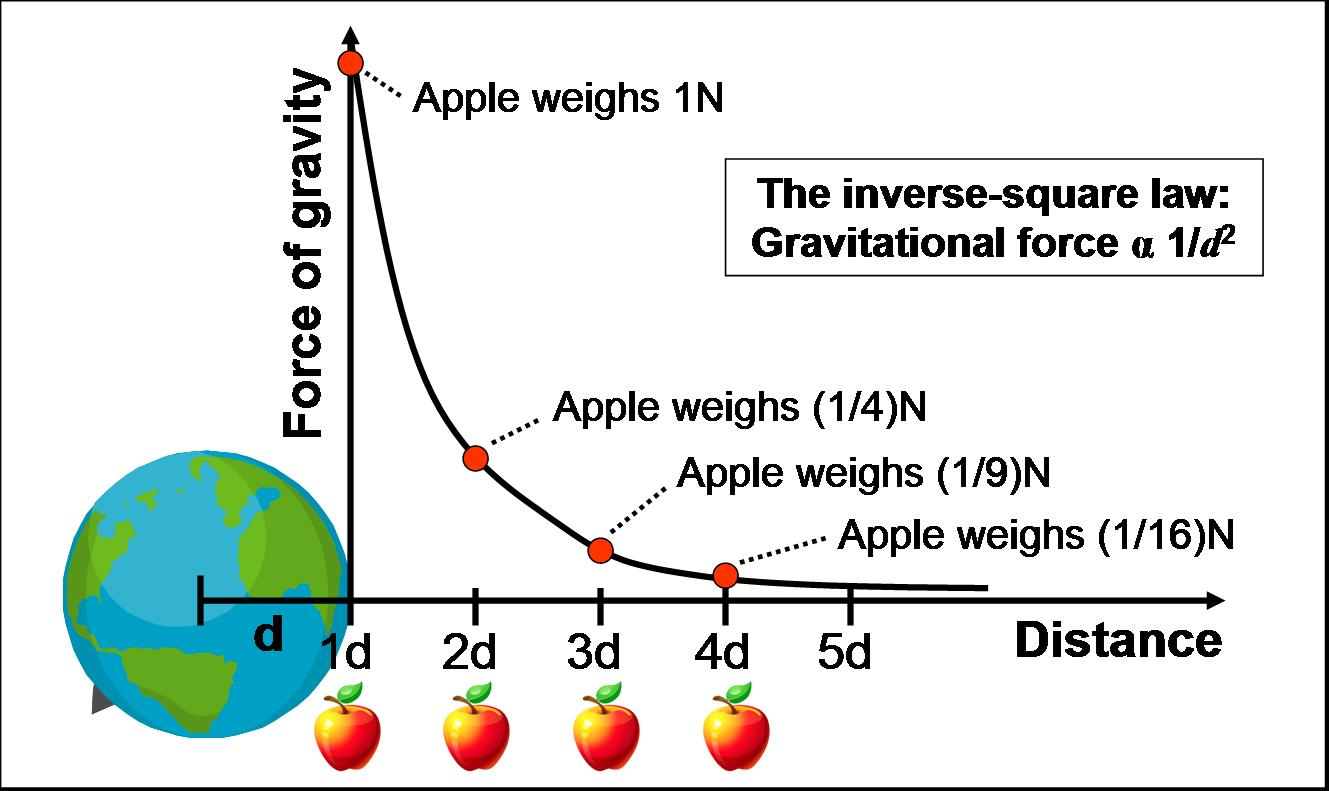 Force of gravity
Apple weighs 1N
The inverse-square law:
Gravitational force α 1/d²
Apple weighs (1/4)N
Apple weighs (1/9)N
Apple weighs (1/16)N
d
1d 2d 3d 4d 5d
Distance